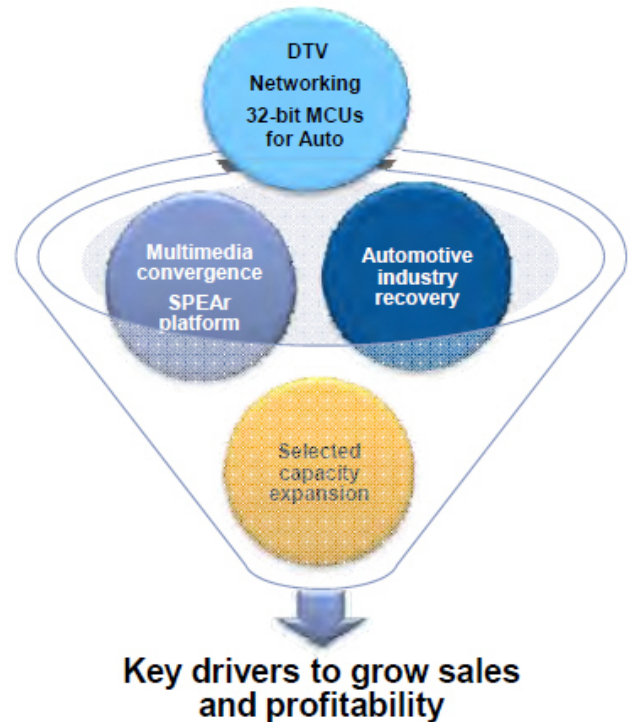 DTV
Networking
32-bit MCUs
for Auto
Multimedia
convergence
SPEAr
platform
Automotive
industry
recovery
Selected
capacity
expansion
Key drivers to grow sales
and profitability